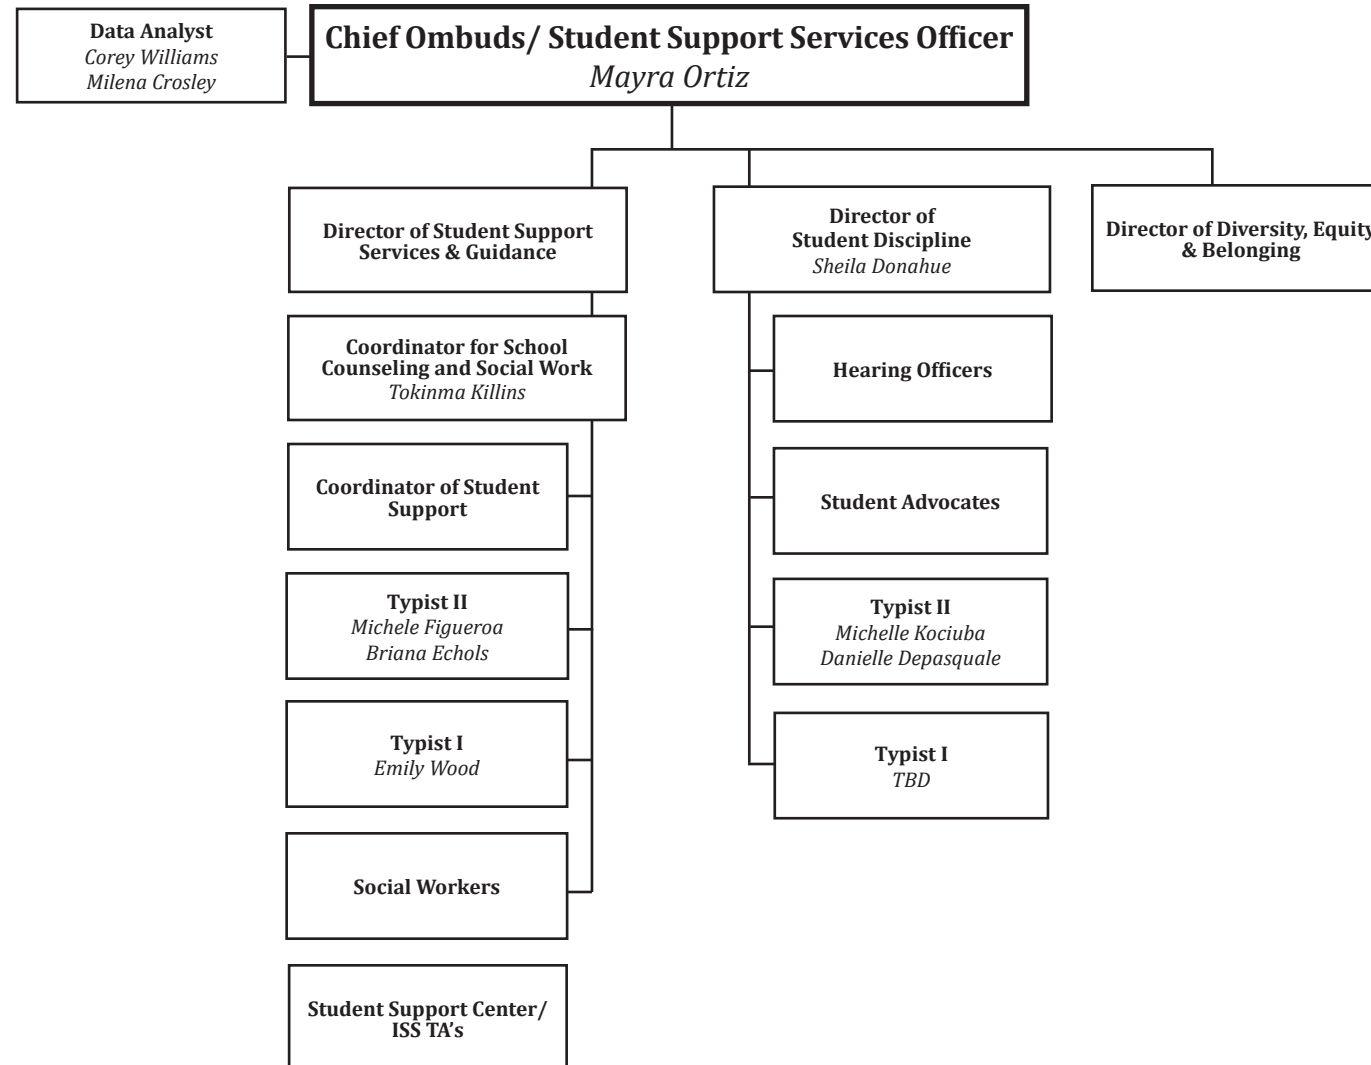 Data Analyst
Corey Williams
Milena Crosley
Chief Ombuds/ Student Support Services Officer
Mayra Ortiz
Director of Student Support
Services & Guidance
Director of
Student Discipline
Sheila Donahue
Director of Diversity, Equity
& Belonging
Coordinator for School
Counseling and Social Work
Tokinma Killins
Hearing Officers
Coordinator of Student
Support
Student Advocates
Typist II
Michele Figueroa
Briana Echols
Typist II
Michelle Kociuba
Danielle Depasquale
Typist I
Emily Wood
Typist I
TBD
Social Workers
Student Support Center/
ISS TA's